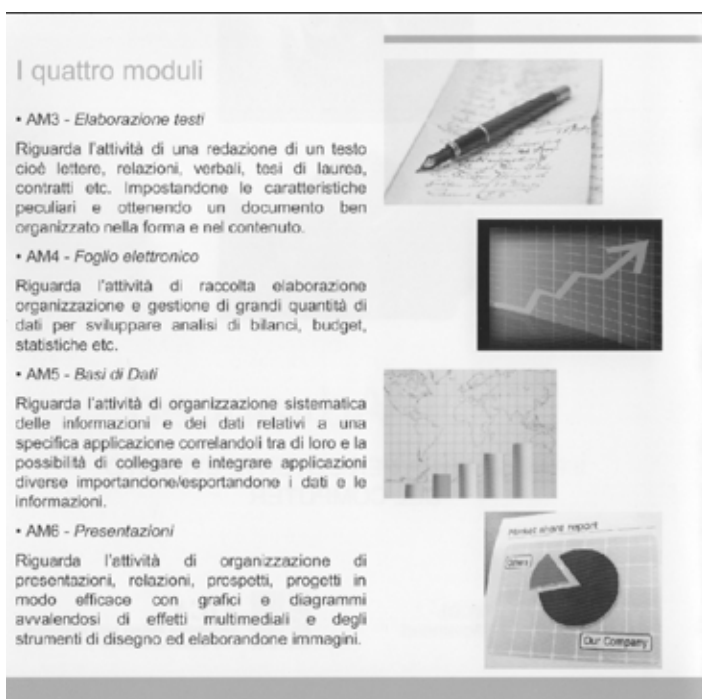 I quattro moduli
• AM3 - Elaborazione testi
Riguarda l'attività di una redazione di un testo
cioé lettere, relazioni, verbali, tesi di laurea,
contratti etc. Impostandone le caratteristiche
peculiari e ottenendo un documento ben
organizzato nella forma e nel contenuto.
• AM4 - Foglio elettronico
Riguarda l'attività di raccolta elaborazione
organizzazione e gestione di grandi quantità di
dati per sviluppare analisi di bilanci, budget,
statistiche etc.
• AM5 - Basi di Dati
Riguarda l'attività di organizzazione sistematica
delle informazioni e dei dati relativi a una
specifica applicazione correlandoli tra di loro e la
possibilità di collegare e integrare applicazioni
diverse importandone/esportandone i dati e le
informazioni.
• AM6 - Presentazioni
Riguarda l'attività di organizzazione di
presentazioni, relazioni, prospetti, progetti in
modo efficace con grafici e diagrammi
avvalendosi di effetti multimediali e degli
strumenti di disegno ed elaborandone immagini.
Market share report
Others
Our Company